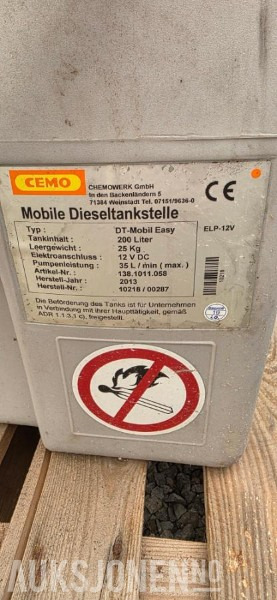 CEMO
CHEMOWERK GmbH
In den Backenländern 5
71384 Weinstadt Tel. 07151/9636-0
CE
Mobile Dieseltankstelle
Typ : DT-Mobil Easy ELP-12V
Tankinhalt : 200 Liter
Leergewicht : 25 Kg
Elektroanschluss : 12 V DC
Pumpenleistung : 35 L / min ( max. )
Artikel-Nr. : 138.1011.058
Herstell-Jahr : 2013
Herstell-Nr. : 10218 / 00287
Die Beförderung des Tanks ist für Unternehmen
in Verbindung mit ihrer Haupttätigkeit, gemäß
ADR 1.1.3.1 c), freigestellt.
10218
AUKSJONEN.NO